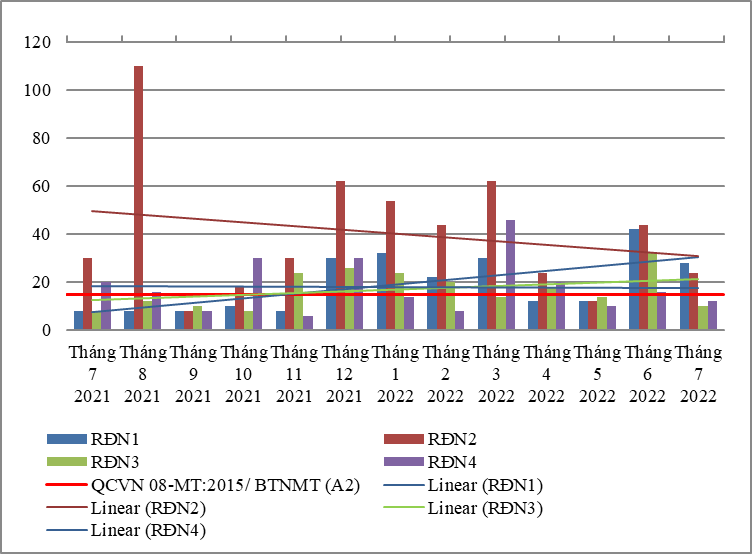 120
100
80
60
40
20
0
Tháng Tháng Tháng Tháng Tháng Tháng Tháng Tháng Tháng Tháng Tháng Tháng Tháng
7 8 9 10 11 12 1 2 3 4 5 6 7
2021 2021 2021 2021 2021 2021 2022 2022 2022 2022 2022 2022 2022
RĐN1 RĐN2
RĐN3 RĐN4
QCVN 08-MT:2015/ BTNMT (A2) Linear (RĐN1)
Linear (RĐN2) Linear (RĐN3)
Linear (RĐN4)